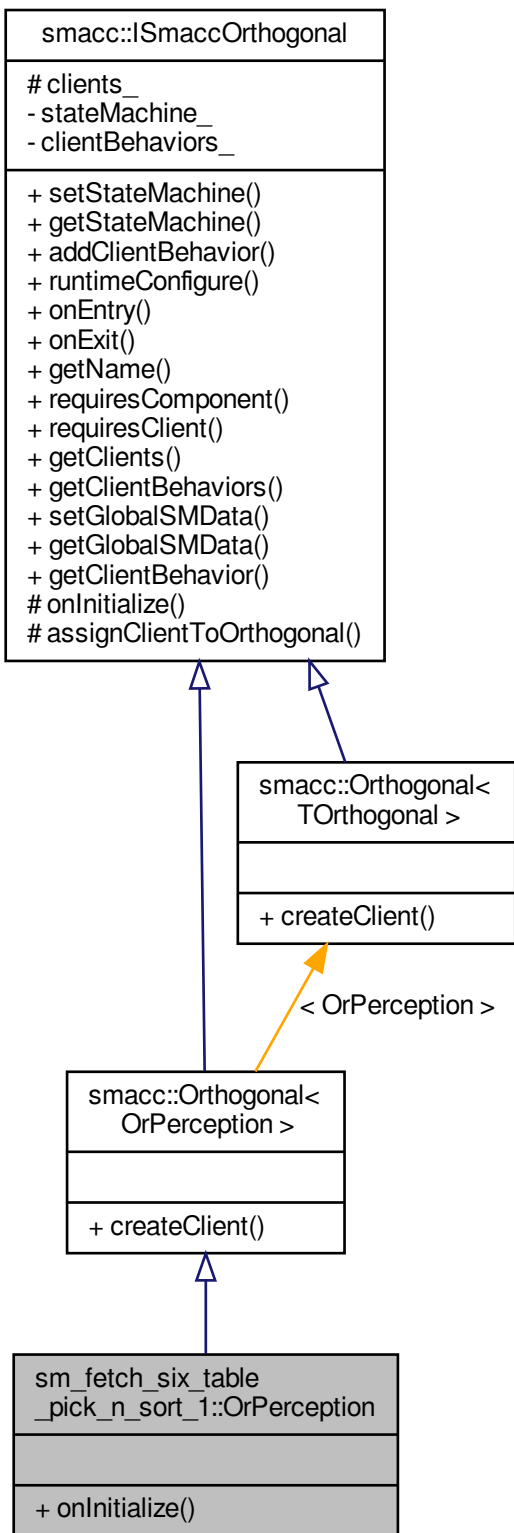 smacc::ISmaccOrthogonal
# clients_
- stateMachine_
- clientBehaviors_
+ setStateMachine()
+ getStateMachine()
+ addClientBehavior()
+ runtimeConfigure()
+ onEntry()
+ onExit()
+ getName()
+ requiresComponent()
+ requiresClient()
+ getClients()
+ getClientBehaviors()
+ setGlobalSMData()
+ getGlobalSMData()
+ getClientBehavior()
# onInitialize()
# assignClientToOrthogonal()
smacc::Orthogonal<
TOrthogonal >
+ createClient()
< OrPerception >
smacc::Orthogonal<
OrPerception >
+ createClient()
sm_fetch_six_table
_pick_n_sort_1::OrPerception
+ onInitialize()